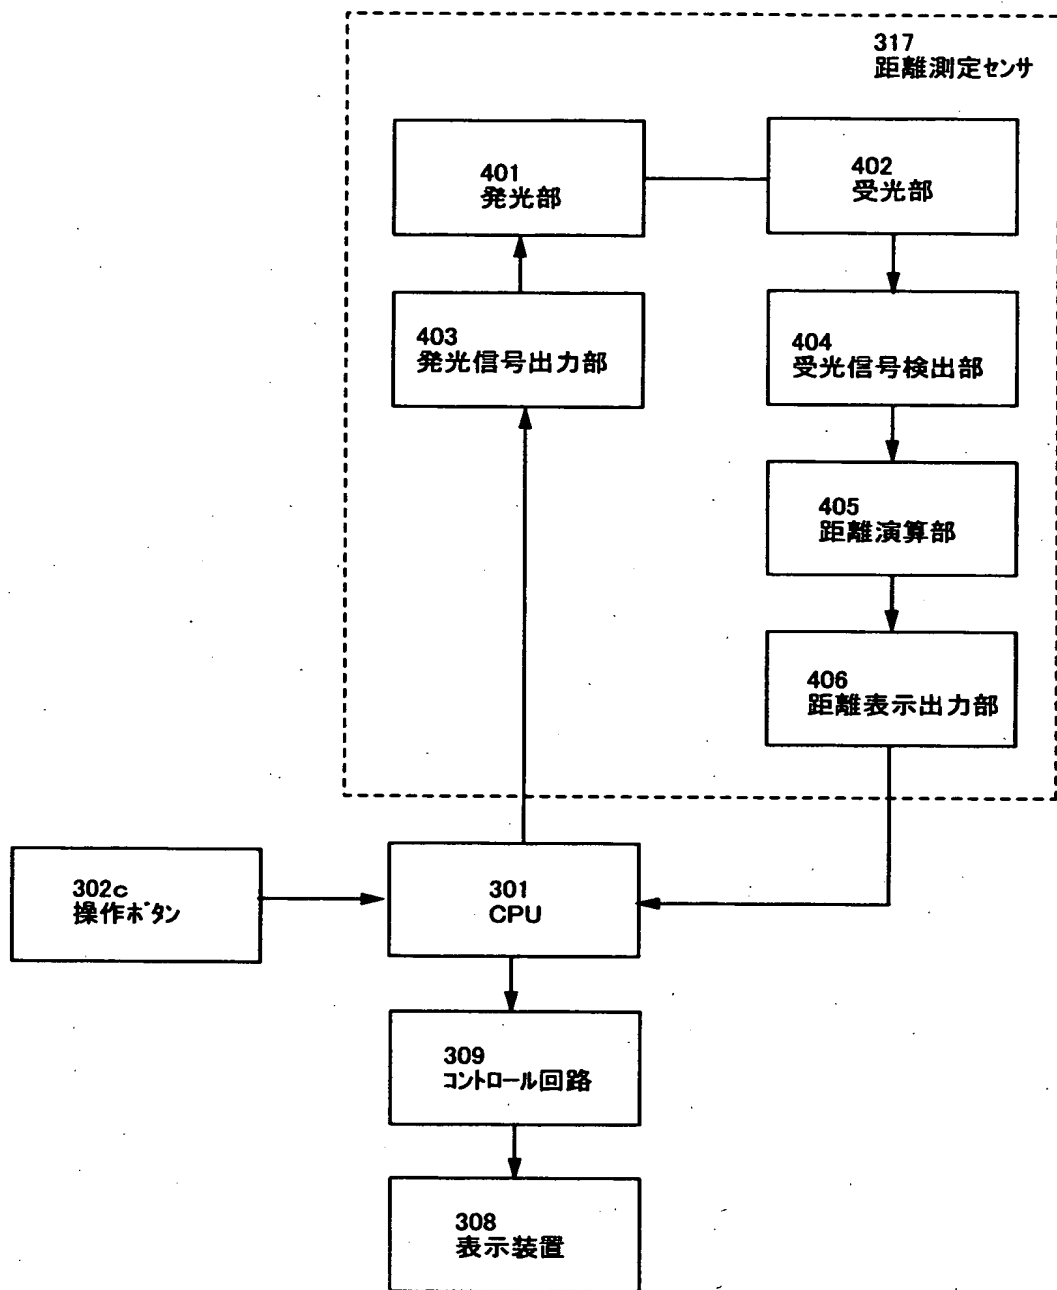 317
距離測定センサ
401
発光部
402
受光部
403
発光信号出力部
404
受光信号検出部
405
距離演算部
406
距離表示出力部
302c
操作ボタン
301
CPU
309
コントロール回路
308
表示装置